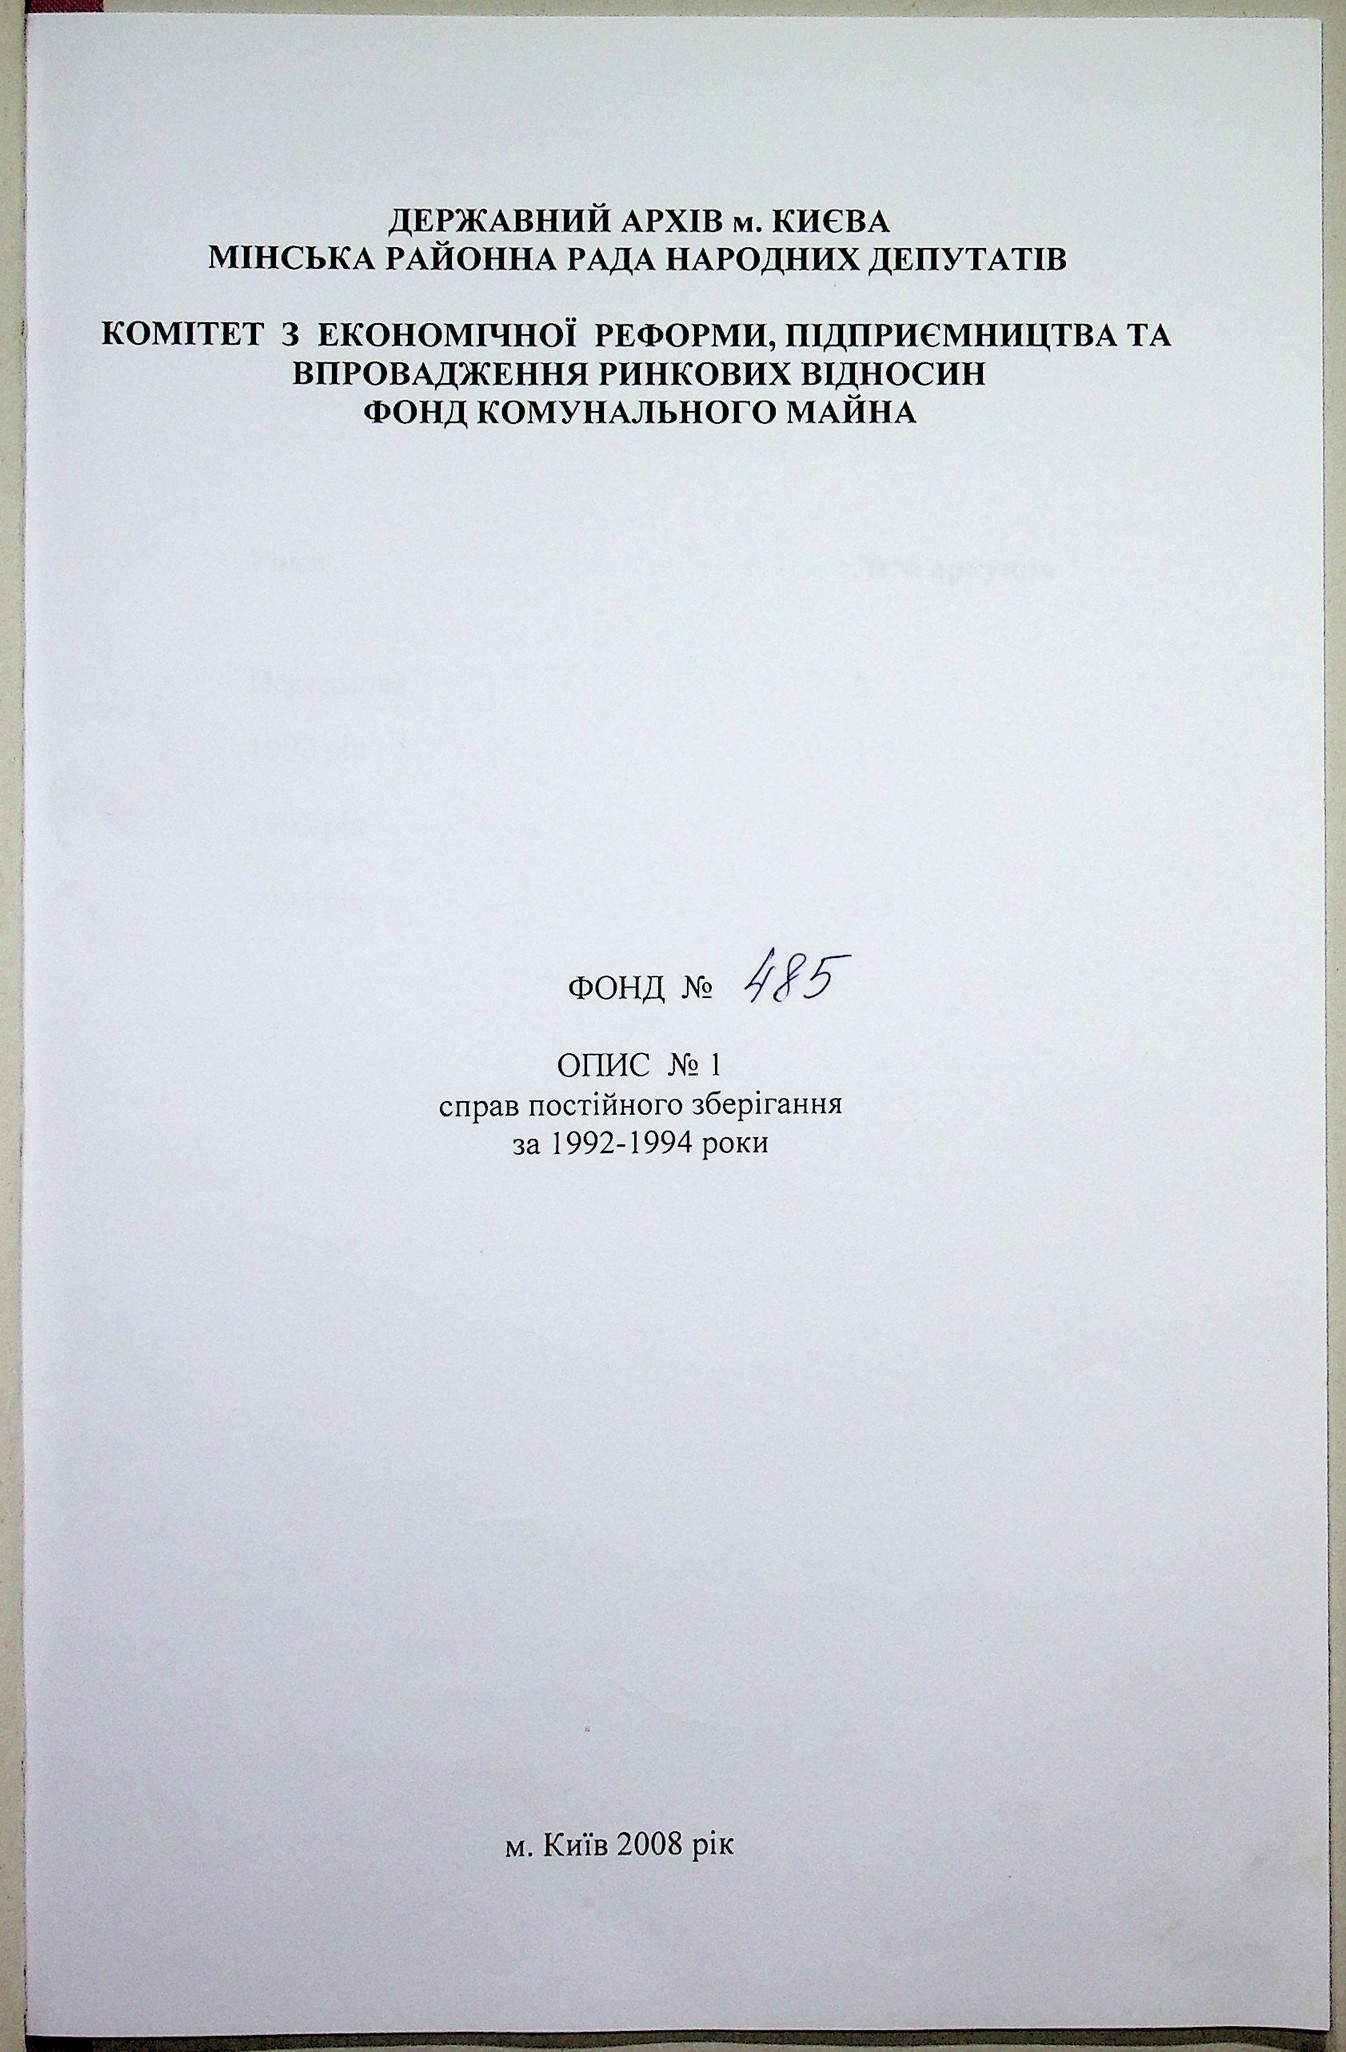 ДЕРЖАВНИЙ АРХІВ м. КИЄВА
МІНСЬКА РАЙОННА РАДА НАРОДНИХ ДЕПУТАТІВ
КОМІТЕТ З ЕКОНОМІЧНОЇ РЕФОРМИ, ПІДПРИЄМНИЦТВА ТА
ВПРОВАДЖЕННЯ РИНКОВИХ ВІДНОСИН
ФОНД КОМУНАЛЬНОГО МАЙНА
ФОНД № 485
ОПИС № 1
справ постійного зберігання
за 1992-1994 роки
м. Київ 2008 рік